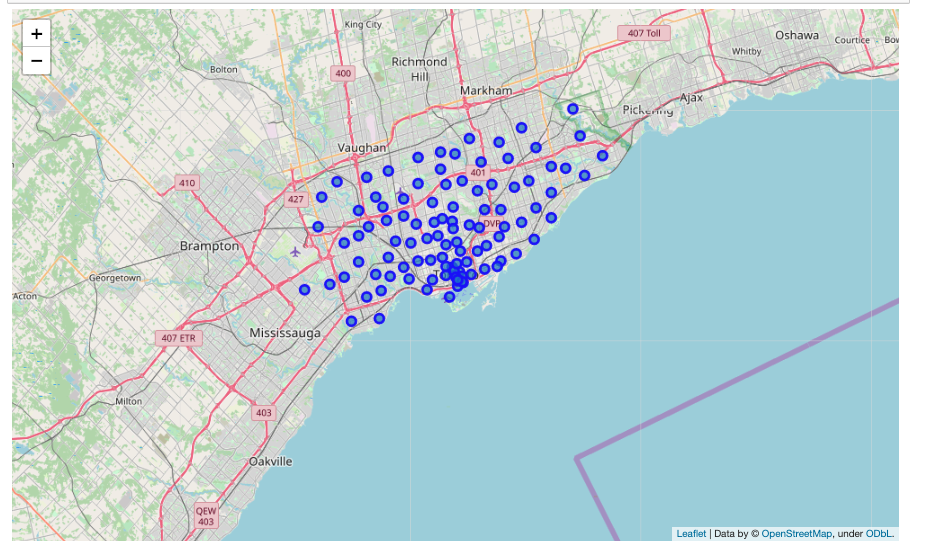 +
−
King City
407 Toll
Oshawa
Courtice
Whitby
Richmond
Hill
Bolton
400
Markham
Ajax
Pickering
Vaughan
401
410
427
DVP
Brampton
Georgetown
Acton
Mississauga
407 ETR
Milton
403
Oakville
QEW
403
Leaflet | Data by © OpenStreetMap, under ODbL.